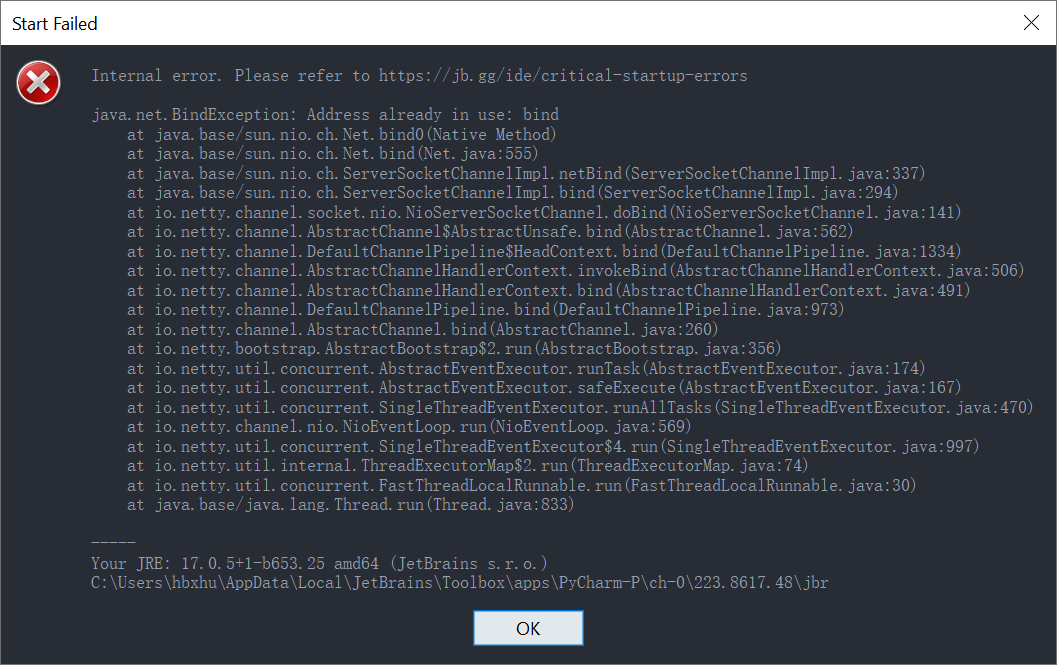 Start Failed
Internal error. Please refer to https://jb.gg/ide/critical-startup-errors
java.net.BindException: Address already in use: bind
at java.base/sun.nio.ch.Net.bind0(Native Method)
at java.base/sun.nio.ch.Net.bind(Net.java:555)
at java.base/sun.nio.ch.ServerSocketChannelImpl.netBind(ServerSocketChannelImpl.java:337)
at java.base/sun.nio.ch.ServerSocketChannelImpl.bind(ServerSocketChannelImpl.java:294)
at io.netty.channel.socket.nio.NioServerSocketChannel.doBind(NioServerSocketChannel.java:141)
at io.netty.channel.AbstractChannel$AbstractUnsafe.bind(AbstractChannel.java:562)
at io.netty.channel.DefaultChannelPipeline$HeadContext.bind(DefaultChannelPipeline.java:1334)
at io.netty.channel.AbstractChannelHandlerContext.invokeBind(AbstractChannelHandlerContext.java:506)
at io.netty.channel.AbstractChannelHandlerContext.bind(AbstractChannelHandlerContext.java:491)
at io.netty.channel.DefaultChannelPipeline.bind(DefaultChannelPipeline.java:973)
at io.netty.channel.AbstractChannel.bind(AbstractChannel.java:260)
at io.netty.bootstrap.AbstractBootstrap$2.run(AbstractBootstrap.java:356)
at io.netty.util.concurrent.AbstractEventExecutor.runTask(AbstractEventExecutor.java:174)
at io.netty.util.concurrent.AbstractEventExecutor.safeExecute(AbstractEventExecutor.java:167)
at io.netty.util.concurrent.SingleThreadEventExecutor.runAllTasks(SingleThreadEventExecutor.java:470)
at io.netty.channel.nio.NioEventLoop.run(NioEventLoop.java:569)
at io.netty.util.concurrent.SingleThreadEventExecutor$4.run(SingleThreadEventExecutor.java:997)
at io.netty.util.internal.ThreadExecutorMap$2.run(ThreadExecutorMap.java:74)
at io.netty.util.concurrent.FastThreadLocalRunnable.run(FastThreadLocalRunnable.java:30)
at java.base/java.lang.Thread.run(Thread.java:833)
-----
Your JRE: 17.0.5+1-b653.25 amd64 (JetBrains s.r.o.)
C:\Users\hbxhu\AppData\Local\JetBrains\Toolbox\apps\PyCharm-P\ch-0\223.8617.48\jbr
OK